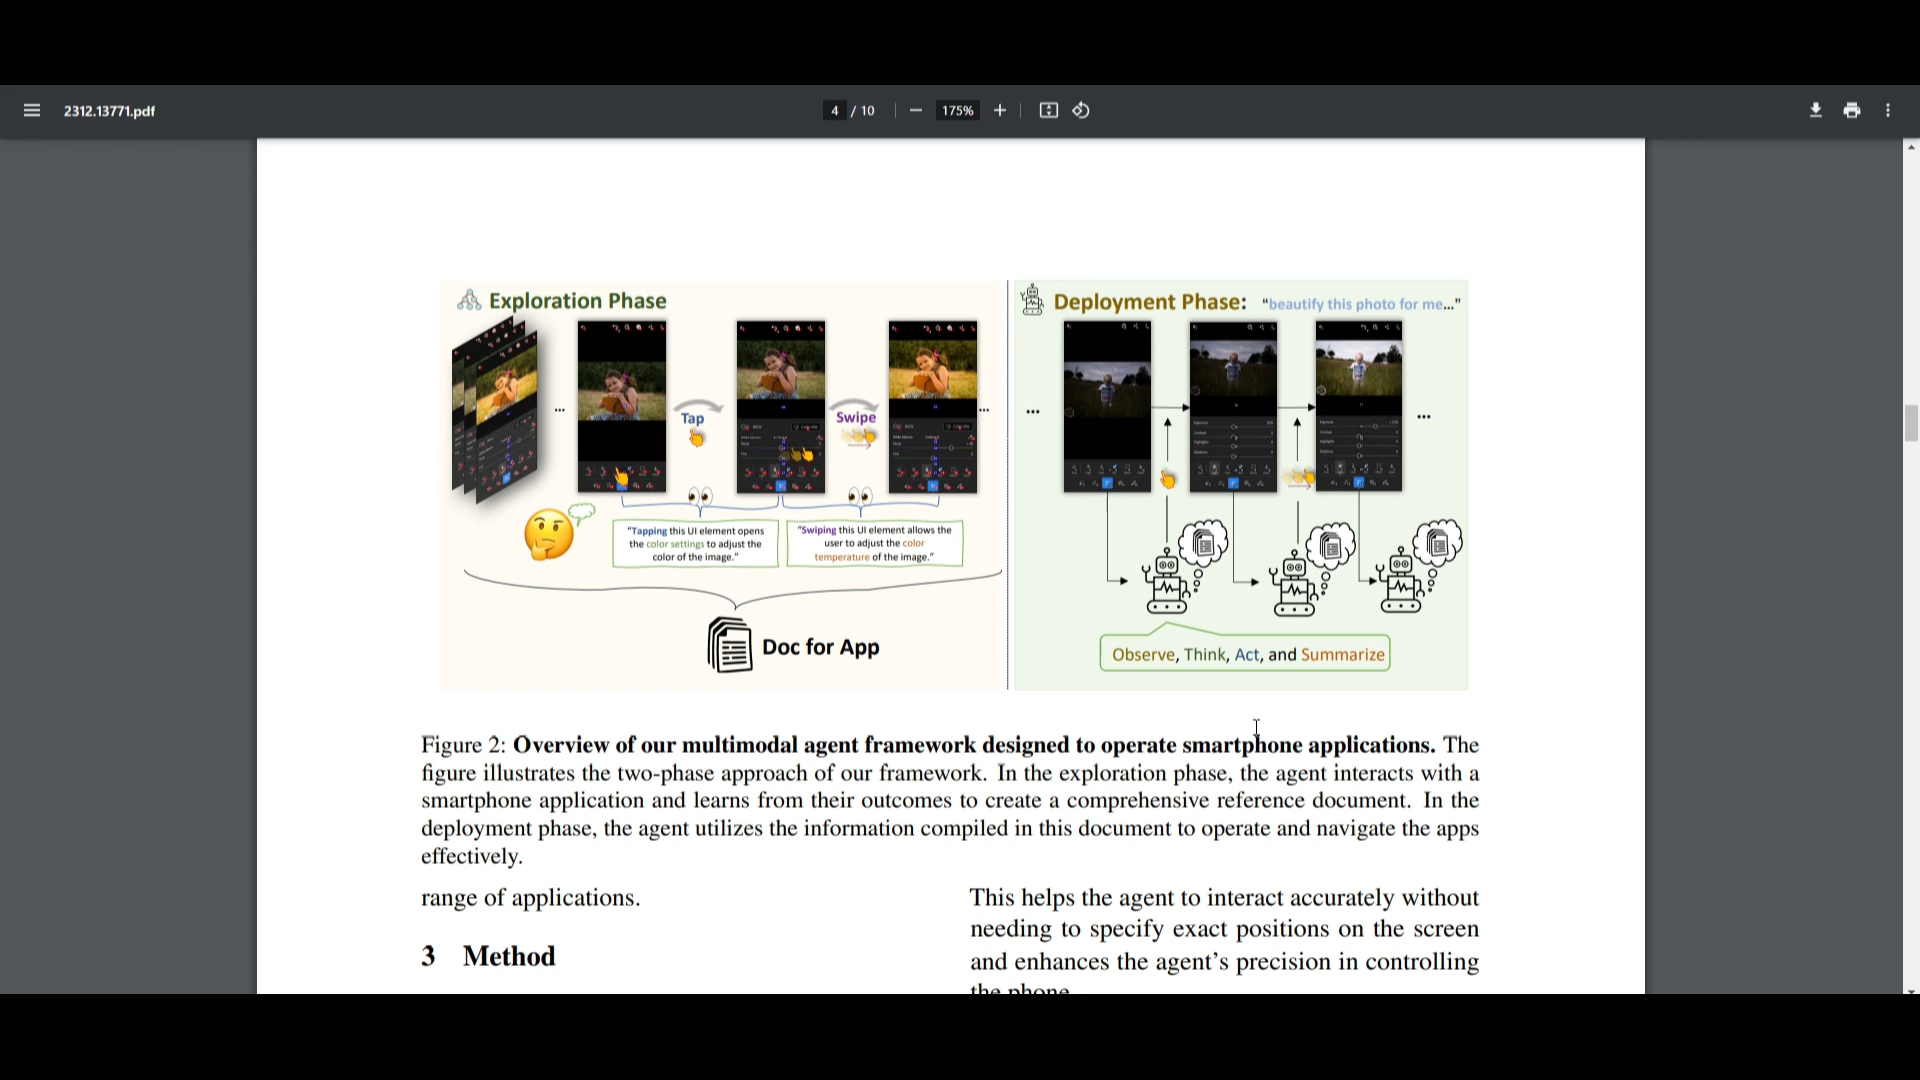 2312.13771.pdf
4 / 10
175%
Exploration Phase
Tap
Swipe
"Tapping this UI element opens
the color settings to adjust the
color of the image."
"Swiping this UI element allows the
user to adjust the color
temperature of the image."
Doc for App
Deployment Phase: "beautify this photo for me..."
Observe, Think, Act, and Summarize
Figure 2: Overview of our multimodal agent framework designed to operate smartphone applications. The
figure illustrates the two-phase approach of our framework. In the exploration phase, the agent interacts with a
smartphone application and learns from their outcomes to create a comprehensive reference document. In the
deployment phase, the agent utilizes the information compiled in this document to operate and navigate the apps
effectively.
range of applications.
3 Method
This helps the agent to interact accurately without
needing to specify exact positions on the screen
and enhances the agent's precision in controlling
the phone.